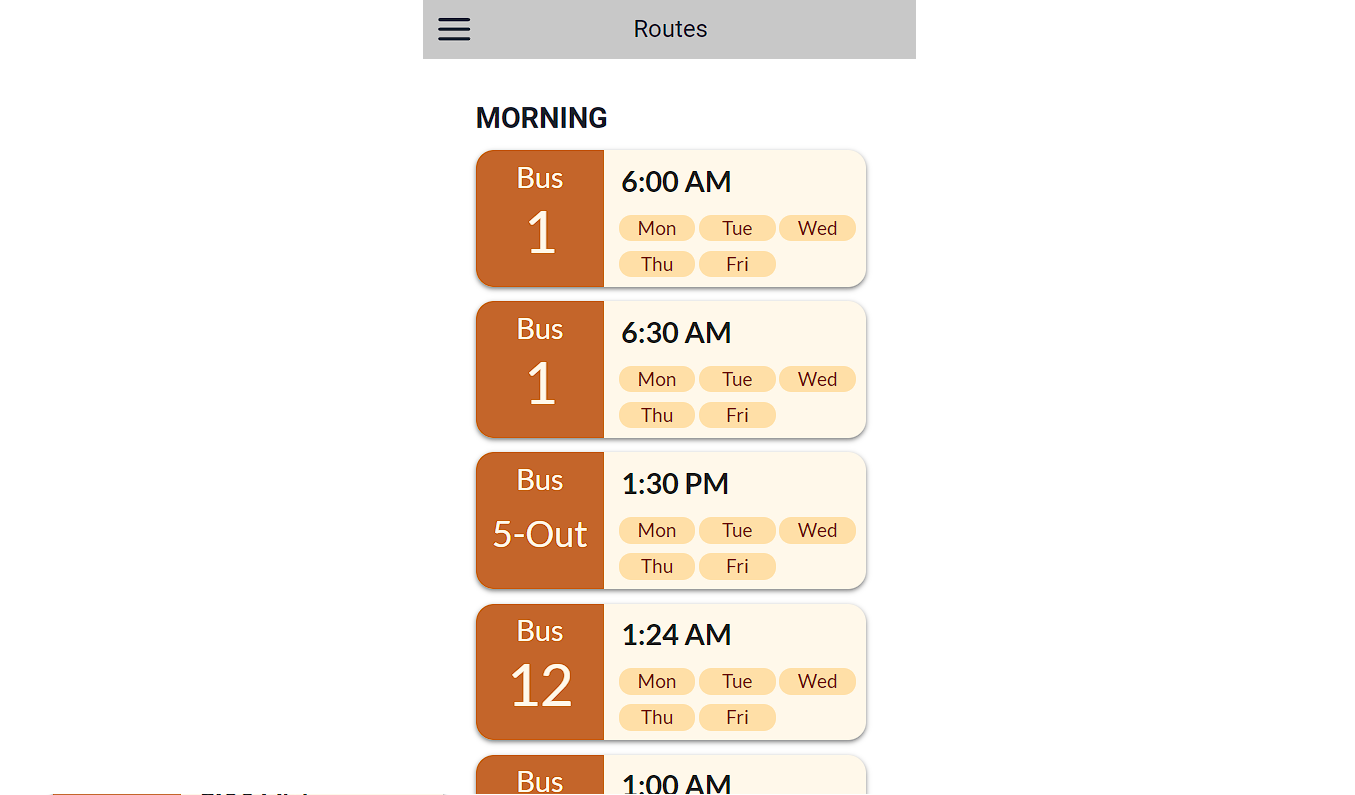 Routes
MORNING
Bus
1
6:00 AM
Mon Tue Wed
Thu Fri
Bus
1
6:30 AM
Mon Tue Wed
Thu Fri
Bus
5-Out
1:30 PM
Mon Tue Wed
Thu Fri
Bus
12
1:24 AM
Mon Tue Wed
Thu Fri
Bus
1:00 AM